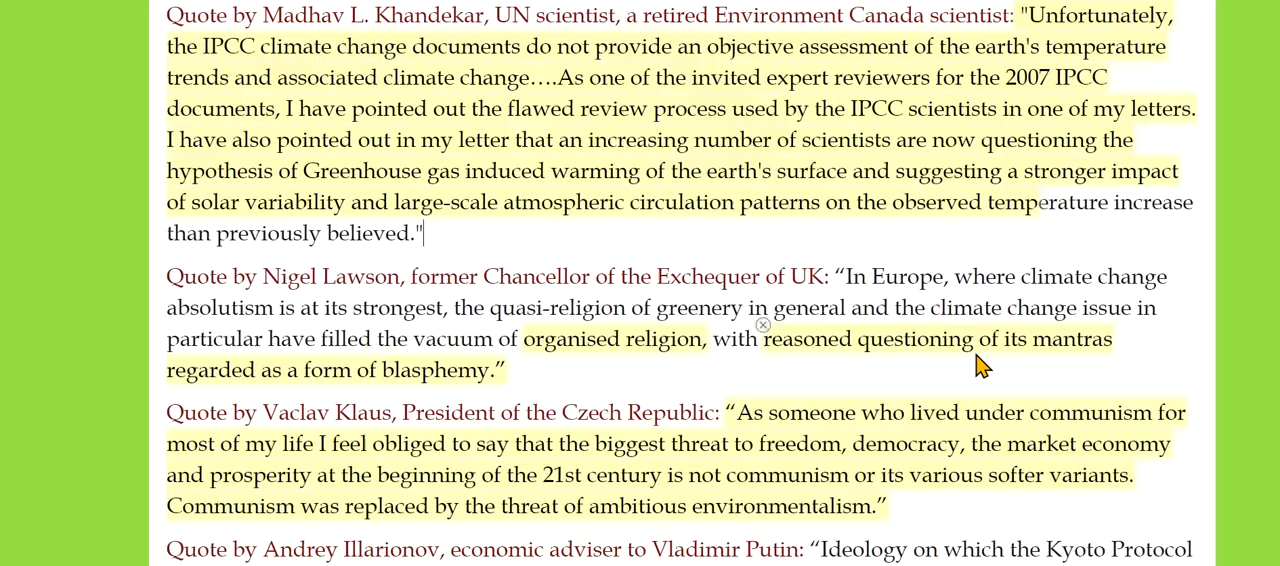 Quote by Madhav L. Khandekar, UN scientist, a retired Environment Canada scientist: "Unfortunately,
the IPCC climate change documents do not provide an objective assessment of the earth's temperature
trends and associated climate change….As one of the invited expert reviewers for the 2007 IPCC
documents, I have pointed out the flawed review process used by the IPCC scientists in one of my letters.
I have also pointed out in my letter that an increasing number of scientists are now questioning the
hypothesis of Greenhouse gas induced warming of the earth's surface and suggesting a stronger impact
of solar variability and large-scale atmospheric circulation patterns on the observed temperature increase
than previously believed."
Quote by Nigel Lawson, former Chancellor of the Exchequer of UK: “In Europe, where climate change
absolutism is at its strongest, the quasi-religion of greenery in general and the climate change issue in
particular have filled the vacuum of organised religion, with reasoned questioning of its mantras
regarded as a form of blasphemy.”
Quote by Vaclav Klaus, President of the Czech Republic: “As someone who lived under communism for
most of my life I feel obliged to say that the biggest threat to freedom, democracy, the market economy
and prosperity at the beginning of the 21st century is not communism or its various softer variants.
Communism was replaced by the threat of ambitious environmentalism.”
Quote by Andrey Illarionov, economic adviser to Vladimir Putin: “Ideology on which the Kyoto Protocol